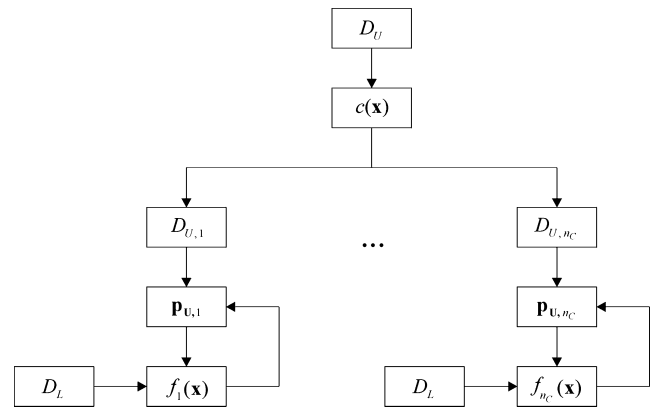 D_U
c(x)
D_{U,1} ... D_{U,n_C}
p_{U,1} p_{U,n_C}
D_L f_1(x) D_L f_{n_C}(x)